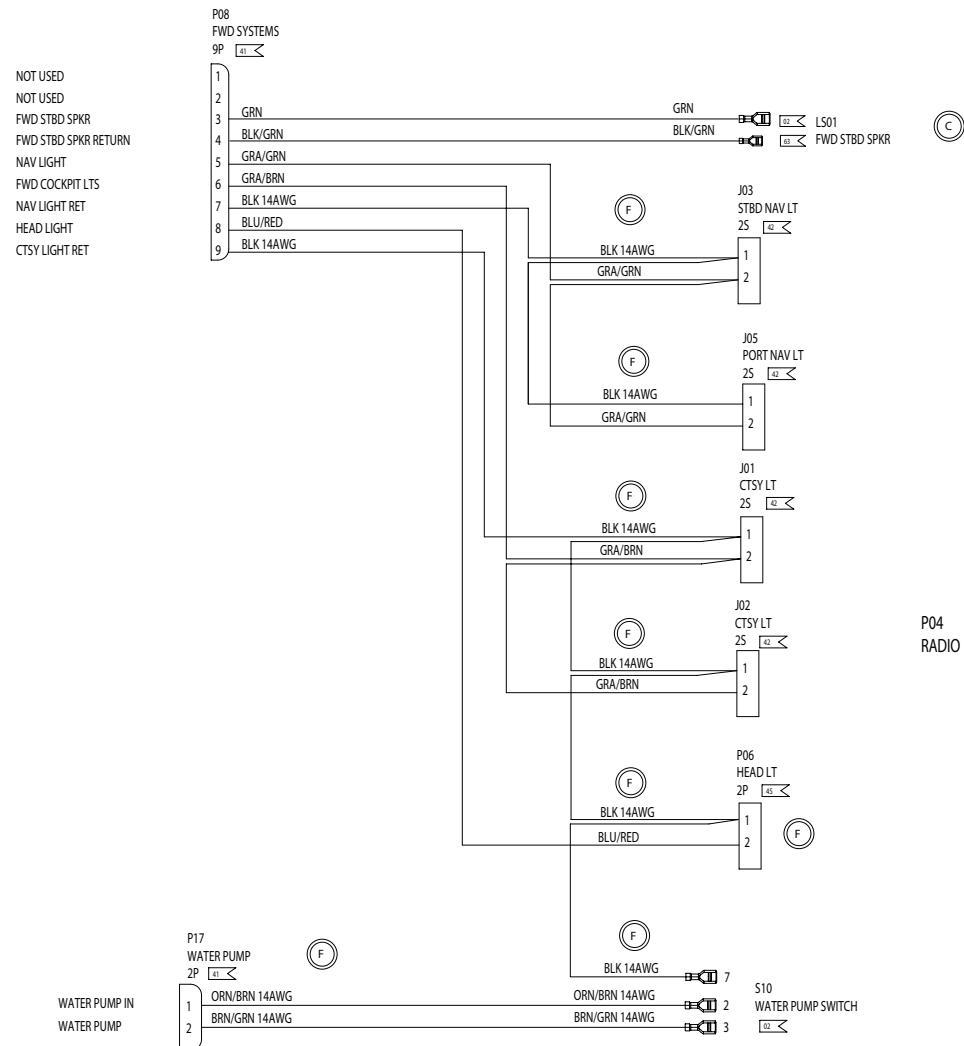 P08
FWD SYSTEMS
9P 41
NOT USED 1
NOT USED 2
FWD STBD SPKR 3 GRN GRN 02 LS01
FWD STBD SPKR RETURN 4 BLK/GRN BLK/GRN 63 FWD STBD SPKR
C
NAV LIGHT 5 GRA/GRN
FWD COCKPIT LTS 6 GRA/BRN
NAV LIGHT RET 7 BLK 14AWG
HEAD LIGHT 8 BLU/RED
CTSY LIGHT RET 9 BLK 14AWG
J03
STBD NAV LT
2S 42
F
BLK 14AWG 1
GRA/GRN 2
J05
PORT NAV LT
2S 42
F
BLK 14AWG 1
GRA/GRN 2
J01
CTSY LT
2S 42
F
BLK 14AWG 1
GRA/BRN 2
J02
CTSY LT
2S 42
F
BLK 14AWG 1
GRA/BRN 2
P04
RADIO
P06
HEAD LT
2P 45
F
BLK 14AWG 1
BLU/RED 2
F
F
BLK 14AWG 7
P17
WATER PUMP
2P 41
F
WATER PUMP IN 1 ORN/BRN 14AWG ORN/BRN 14AWG 2
WATER PUMP 2 BRN/GRN 14AWG BRN/GRN 14AWG 3
S10
WATER PUMP SWITCH
02